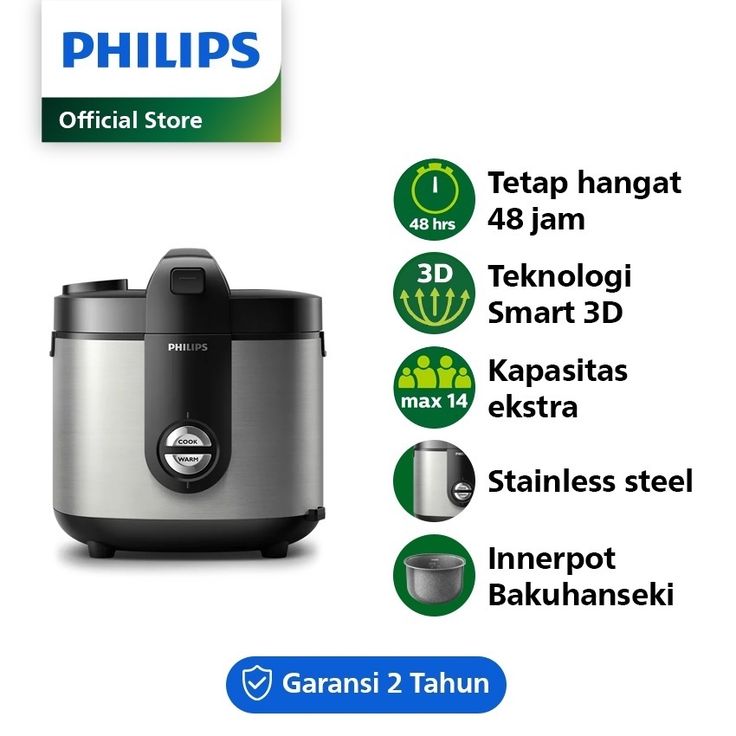 PHILIPS
Official Store
PHILIPS
COOK
WARM
48 hrs
Tetap hangat
48 jam
3D
Teknologi
Smart 3D
max 14
Kapasitas
ekstra
Stainless steel
Innerpot
Bakuhanseki
Garansi 2 Tahun